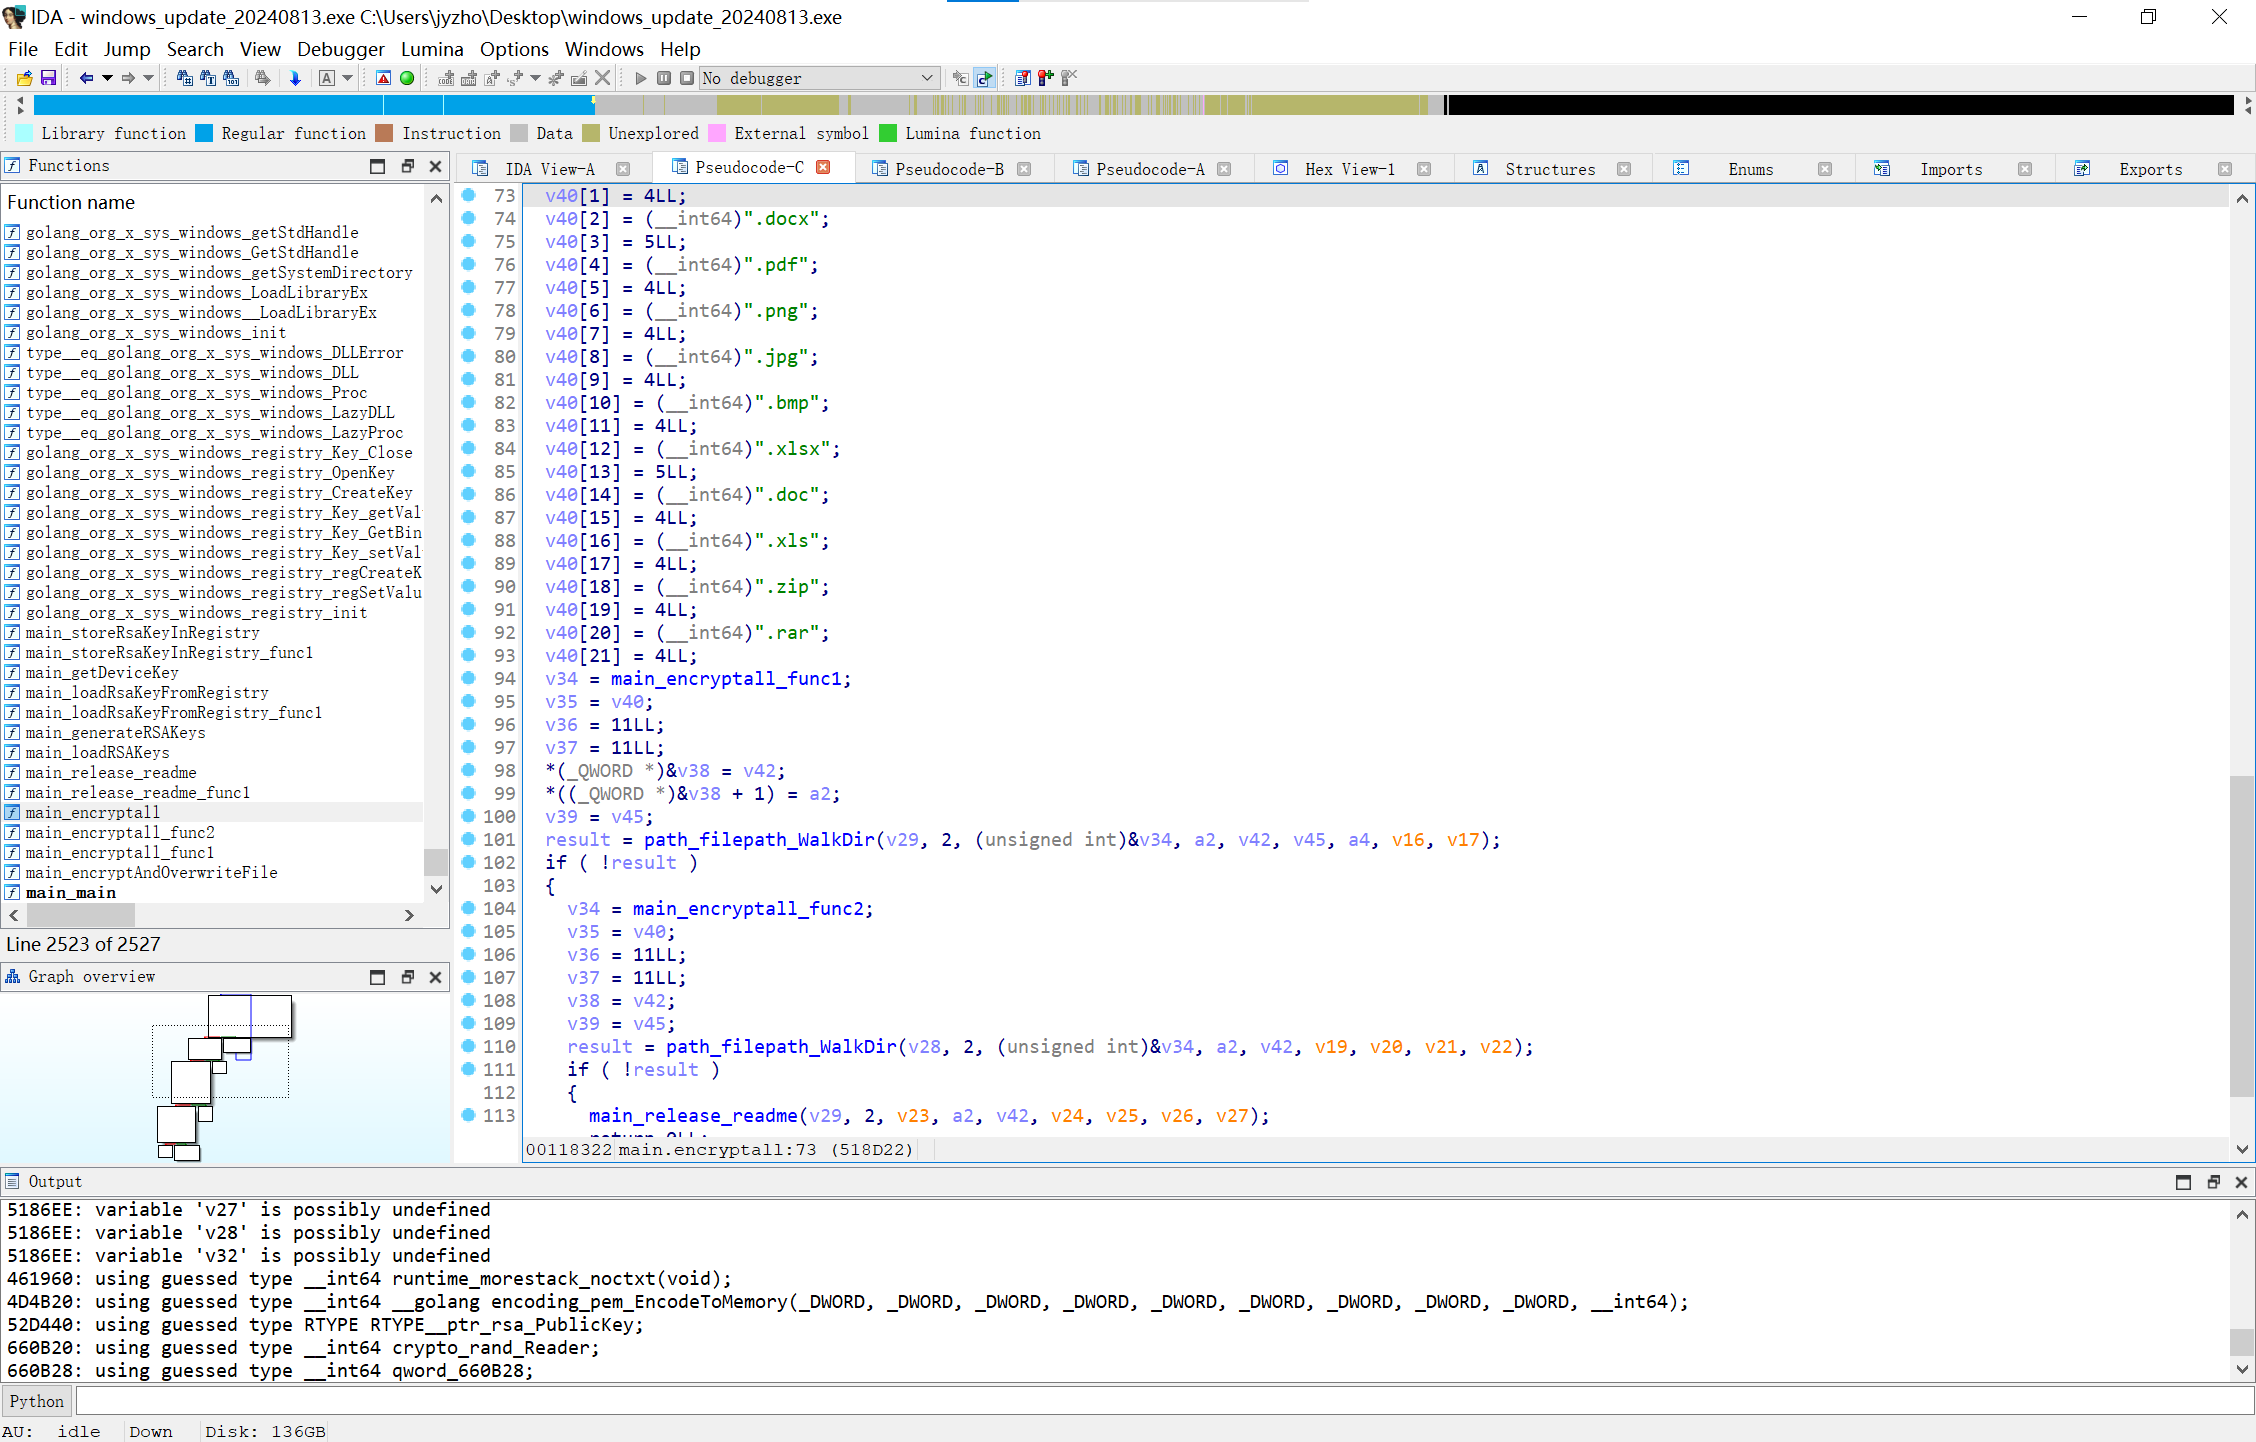 IDA - windows_update_20240813.exe C:\Users\jyzho\Desktop\windows_update_20240813.exe
File Edit Jump Search View Debugger Lumina Options Windows Help
No debugger
Library function Regular function Instruction Data Unexplored External symbol Lumina function
Functions
Function name
golang_org_x_sys_windows_getStdHandle
golang_org_x_sys_windows_GetStdHandle
golang_org_x_sys_windows_getSystemDirectory
golang_org_x_sys_windows_LoadLibraryEx
golang_org_x_sys_windows__LoadLibraryEx
golang_org_x_sys_windows_init
type__eq_golang_org_x_sys_windows_DLLError
type__eq_golang_org_x_sys_windows_DLL
type__eq_golang_org_x_sys_windows_Proc
type__eq_golang_org_x_sys_windows_LazyDLL
type__eq_golang_org_x_sys_windows_LazyProc
golang_org_x_sys_windows_registry_Key_Close
golang_org_x_sys_windows_registry_OpenKey
golang_org_x_sys_windows_registry_CreateKey
golang_org_x_sys_windows_registry_Key_getVal
golang_org_x_sys_windows_registry_Key_GetBin
golang_org_x_sys_windows_registry_Key_setVal
golang_org_x_sys_windows_registry_regCreateK
golang_org_x_sys_windows_registry_regSetValu
golang_org_x_sys_windows_registry_init
main_storeRsaKeyInRegistry
main_storeRsaKeyInRegistry_func1
main_getDeviceKey
main_loadRsaKeyFromRegistry
main_loadRsaKeyFromRegistry_func1
main_generateRSAKeys
main_loadRSAKeys
main_release_readme
main_release_readme_func1
main_encryptall
main_encryptall_func2
main_encryptall_func1
main_encryptAndOverwriteFile
main_main
Line 2523 of 2527
Graph overview
IDA View-A Pseudocode-C Pseudocode-B Pseudocode-A Hex View-1 Structures Enums Imports Exports
73 v40[1] = 4LL;
74 v40[2] = (__int64)".docx";
75 v40[3] = 5LL;
76 v40[4] = (__int64)".pdf";
77 v40[5] = 4LL;
78 v40[6] = (__int64)".png";
79 v40[7] = 4LL;
80 v40[8] = (__int64)".jpg";
81 v40[9] = 4LL;
82 v40[10] = (__int64)".bmp";
83 v40[11] = 4LL;
84 v40[12] = (__int64)".xlsx";
85 v40[13] = 5LL;
86 v40[14] = (__int64)".doc";
87 v40[15] = 4LL;
88 v40[16] = (__int64)".xls";
89 v40[17] = 4LL;
90 v40[18] = (__int64)".zip";
91 v40[19] = 4LL;
92 v40[20] = (__int64)".rar";
93 v40[21] = 4LL;
94 v34 = main_encryptall_func1;
95 v35 = v40;
96 v36 = 11LL;
97 v37 = 11LL;
98 *(_QWORD *)&v38 = v42;
99 *((_QWORD *)&v38 + 1) = a2;
100 v39 = v45;
101 result = path_filepath_WalkDir(v29, 2, (unsigned int)&v34, a2, v42, v45, a4, v16, v17);
102 if ( !result )
103 {
104 v34 = main_encryptall_func2;
105 v35 = v40;
106 v36 = 11LL;
107 v37 = 11LL;
108 v38 = v42;
109 v39 = v45;
110 result = path_filepath_WalkDir(v28, 2, (unsigned int)&v34, a2, v42, v19, v20, v21, v22);
111 if ( !result )
112 {
113 main_release_readme(v29, 2, v23, a2, v42, v24, v25, v26, v27);
00118322 main.encryptall:73 (518D22)
Output
5186EE: variable 'v27' is possibly undefined
5186EE: variable 'v28' is possibly undefined
5186EE: variable 'v32' is possibly undefined
461960: using guessed type __int64 runtime_morestack_noctxt(void);
4D4B20: using guessed type __int64 __golang encoding_pem_EncodeToMemory(_DWORD, _DWORD, _DWORD, _DWORD, _DWORD, _DWORD, _DWORD, _DWORD, _DWORD, __int64);
52D440: using guessed type RTYPE RTYPE__ptr_rsa_PublicKey;
660B20: using guessed type __int64 crypto_rand_Reader;
660B28: using guessed type __int64 qword_660B28;
Python
AU: idle Down Disk: 136GB